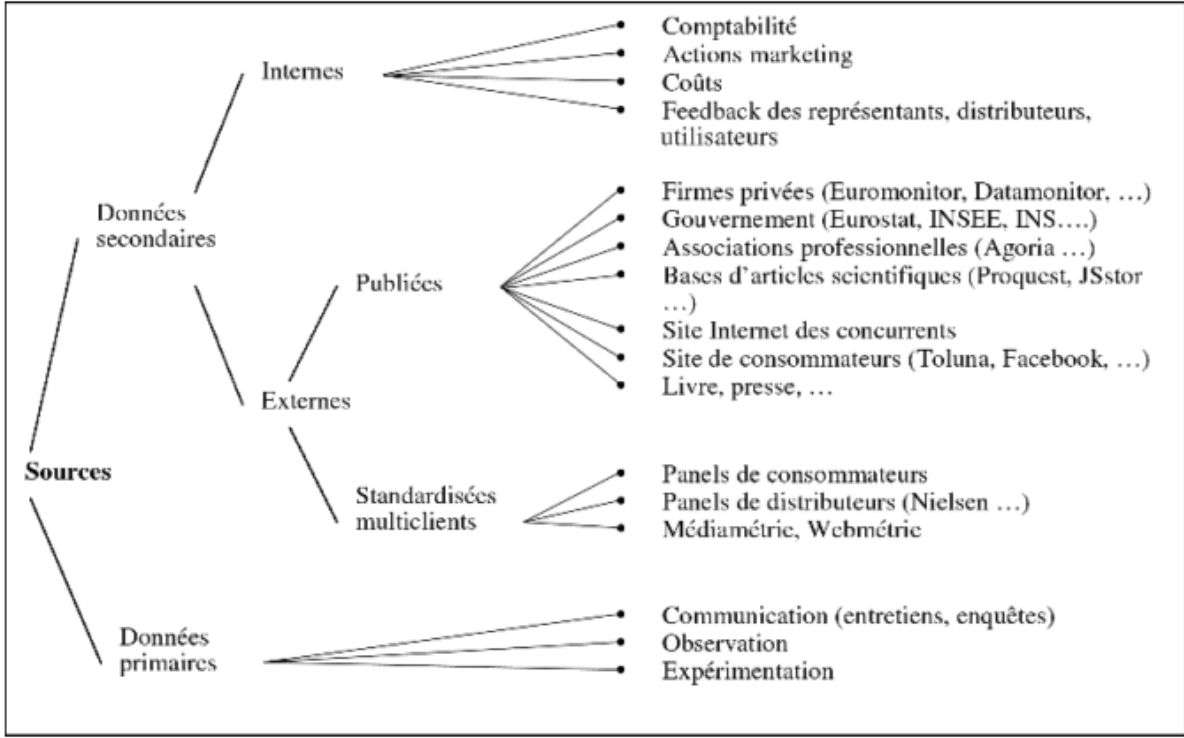 Comptabilité
Actions marketing
Internes
Coûts
Feedback des représentants, distributeurs,
utilisateurs
Données
secondaires
Firmes privées (Euromonitor, Datamonitor, …)
Gouvernement (Eurostat, INSEE, INS….)
Associations professionnelles (Agoria …)
Publiées
Bases d’articles scientifiques (Proquest, JSstor
…)
Site Internet des concurrents
Site de consommateurs (Toluna, Facebook, …)
Livre, presse, …
Externes
Sources
Standardisées
multiclients
Panels de consommateurs
Panels de distributeurs (Nielsen …)
Médiamétrie, Webmétrie
Données
primaires
Communication (entretiens, enquêtes)
Observation
Expérimentation